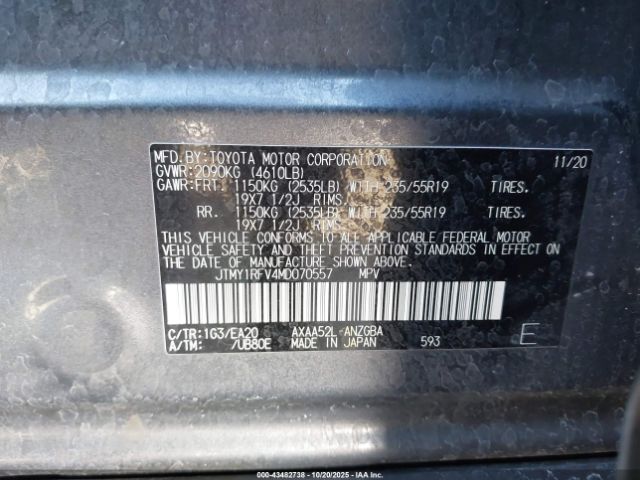 MFD.BY:TOYOTA MOTOR CORPORATION 11/20
GVWR:2090KG (4610LB)
GAWR:FRT. 1150KG (2535LB) WITH 235/55R19 TIRES.
19X7 1/2J RIMS.
RR. 1150KG (2535LB) WITH 235/55R19 TIRES.
19X7 1/2J RIMS.
THIS VEHICLE CONFORMS TO ALL APPLICABLE FEDERAL MOTOR
VEHICLE SAFETY AND THEFT PREVENTION STANDARDS IN EFFECT ON
THE DATE OF MANUFACTURE SHOWN ABOVE.
JTMY1RFV4MD070557 MPV
C/TR:1G3/EA20 AXAA52L-ANZGBA
A/TM: /UB80E MADE IN JAPAN 593 E
000-43482738 - 10/20/2025 - IAAI.COM